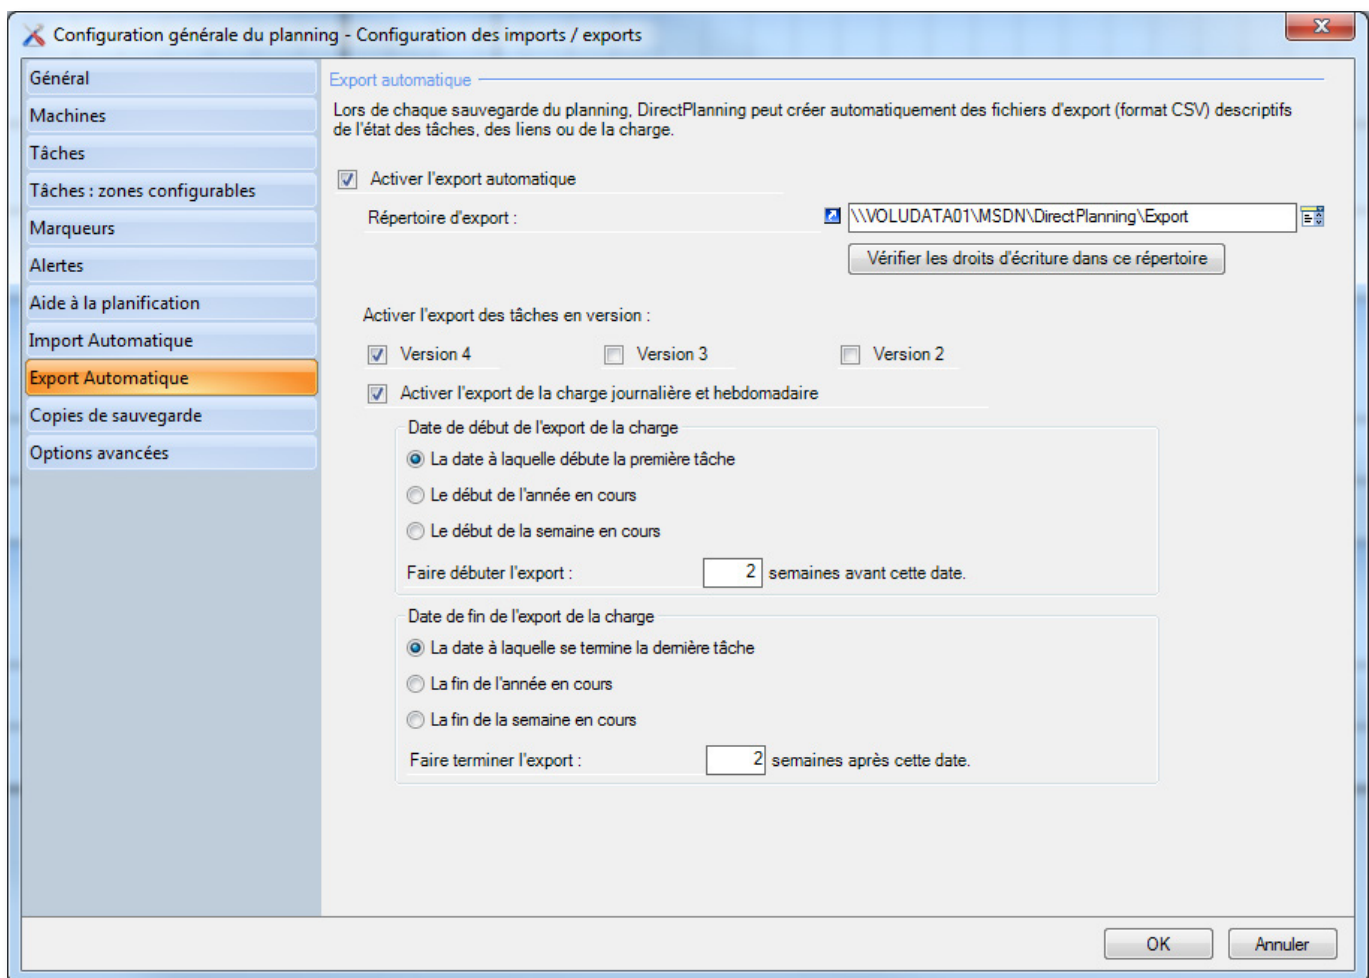 Configuration générale du planning - Configuration des imports / exports
Général
Machines
Tâches
Tâches : zones configurables
Marqueurs
Alertes
Aide à la planification
Import Automatique
Export Automatique
Copies de sauvegarde
Options avancées
Export automatique
Lors de chaque sauvegarde du planning, DirectPlanning peut créer automatiquement des fichiers d'export (format CSV) descriptifs
de l'état des tâches, des liens ou de la charge.
Activer l'export automatique
Répertoire d'export : \\VOLUDATA01\MSDN\DirectPlanning\Export
Vérifier les droits d'écriture dans ce répertoire
Activer l'export des tâches en version :
Version 4 Version 3 Version 2
Activer l'export de la charge journalière et hebdomadaire
Date de début de l'export de la charge
La date à laquelle débute la première tâche
Le début de l'année en cours
Le début de la semaine en cours
Faire débuter l'export : 2 semaines avant cette date.
Date de fin de l'export de la charge
La date à laquelle se termine la dernière tâche
La fin de l'année en cours
La fin de la semaine en cours
Faire terminer l'export : 2 semaines après cette date.
OK Annuler